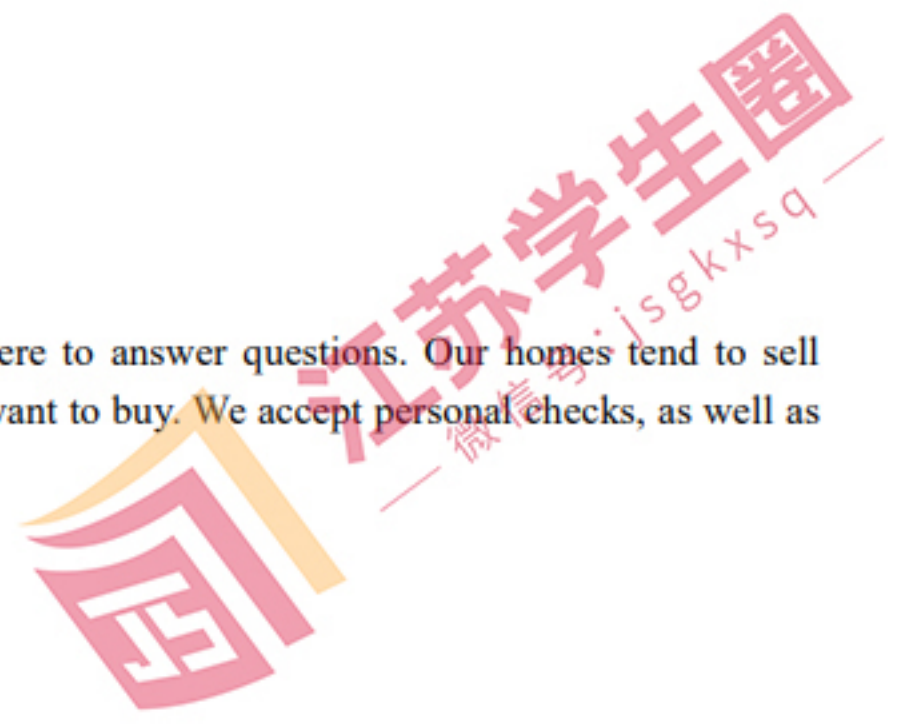 江苏学生圈
微信号:jsgkxsq
ere to answer questions. Our homes tend to sell
want to buy. We accept personal checks, as well as
JS